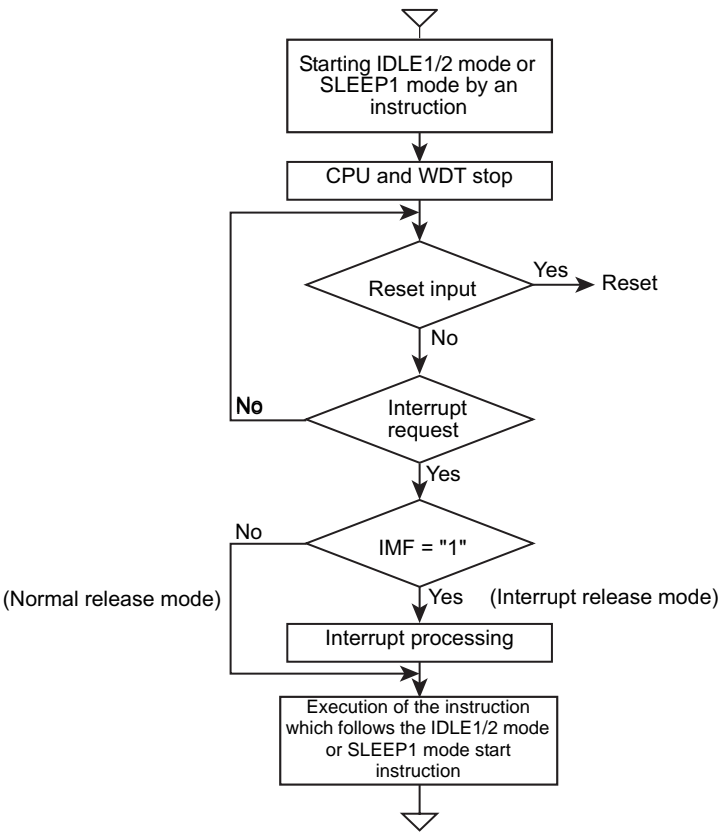 Starting IDLE1/2 mode or
SLEEP1 mode by an
instruction
CPU and WDT stop
Reset input
Yes
Reset
No
Interrupt
request
No
Yes
IMF = "1"
No
(Normal release mode)
Yes
(Interrupt release mode)
Interrupt processing
Execution of the instruction
which follows the IDLE1/2 mode
or SLEEP1 mode start
instruction